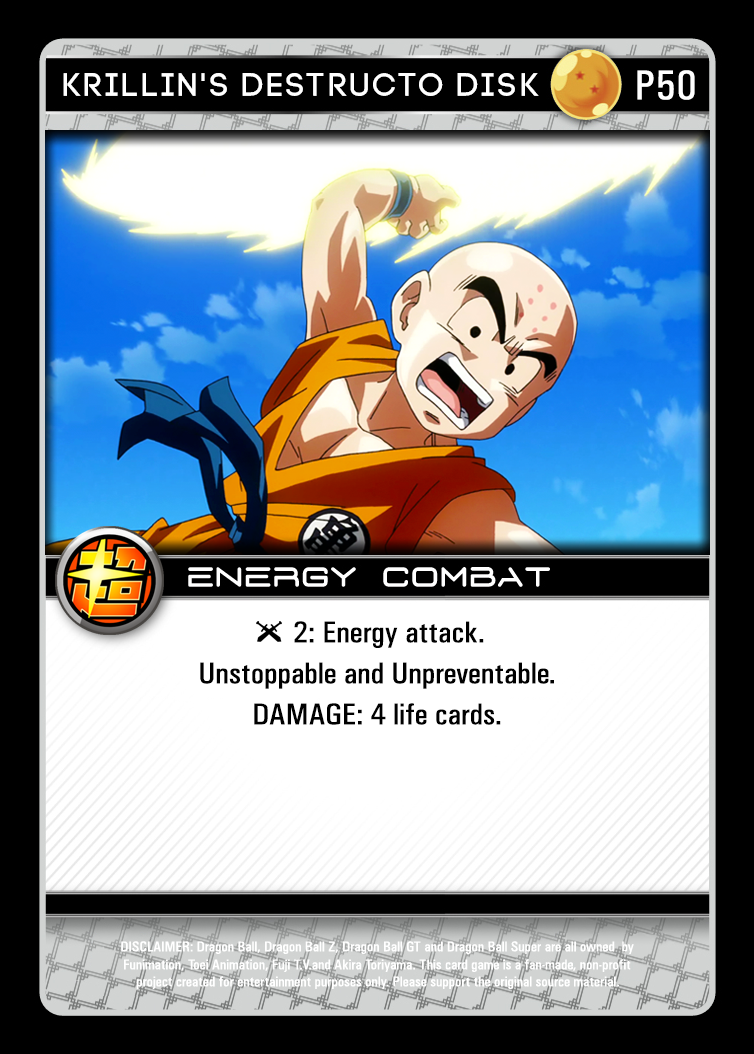 KRILLIN'S DESTRUCTO DISK P50
超
ENERGY COMBAT
2: Energy attack.
Unstoppable and Unpreventable.
DAMAGE: 4 life cards.
DISCLAIMER: Dragon Ball, Dragon Ball Z, Dragon Ball GT and Dragon Ball Super are all owned by
Funimation, Toei Animation, Fuji T.V.and Akira Toriyama. This card game is a fan-made, non-profit
project created for entertainment purposes only. Please support the original source material.